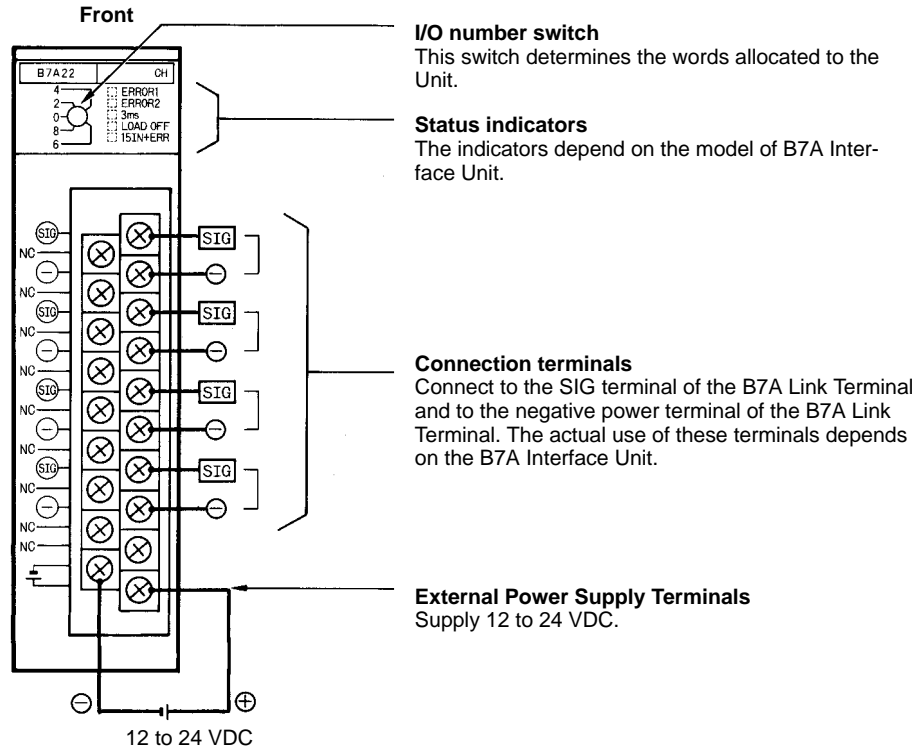 Front
I/O number switch
This switch determines the words allocated to the
Unit.
B7A22 CH
4
2
0
8
6
ERROR1
ERROR2
3ms
LOAD OFF
15IN+ERR
Status indicators
The indicators depend on the model of B7A Inter-
face Unit.
SIG
NC
−
NC
SIG
NC
−
NC
SIG
NC
−
NC
SIG
NC
−
NC
NC
SIG
−
SIG
−
SIG
−
SIG
−
Connection terminals
Connect to the SIG terminal of the B7A Link Terminal
and to the negative power terminal of the B7A Link
Terminal. The actual use of these terminals depends
on the B7A Interface Unit.
External Power Supply Terminals
Supply 12 to 24 VDC.
− +
12 to 24 VDC